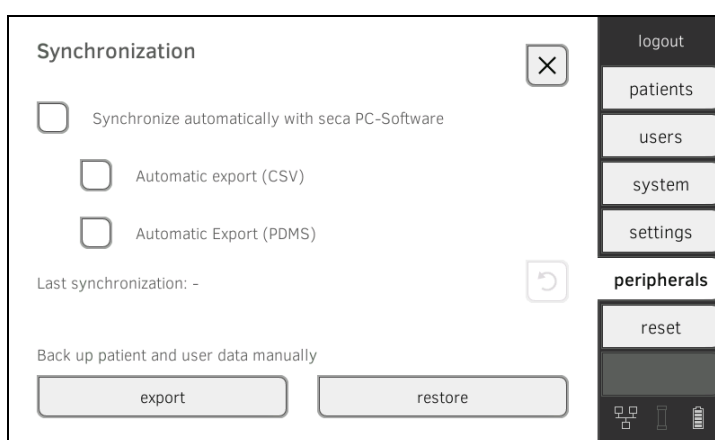 Synchronization
Synchronize automatically with seca PC-Software
Automatic export (CSV)
Automatic Export (PDMS)
Last synchronization: -
Back up patient and user data manually
export
restore
logout
patients
users
system
settings
peripherals
reset